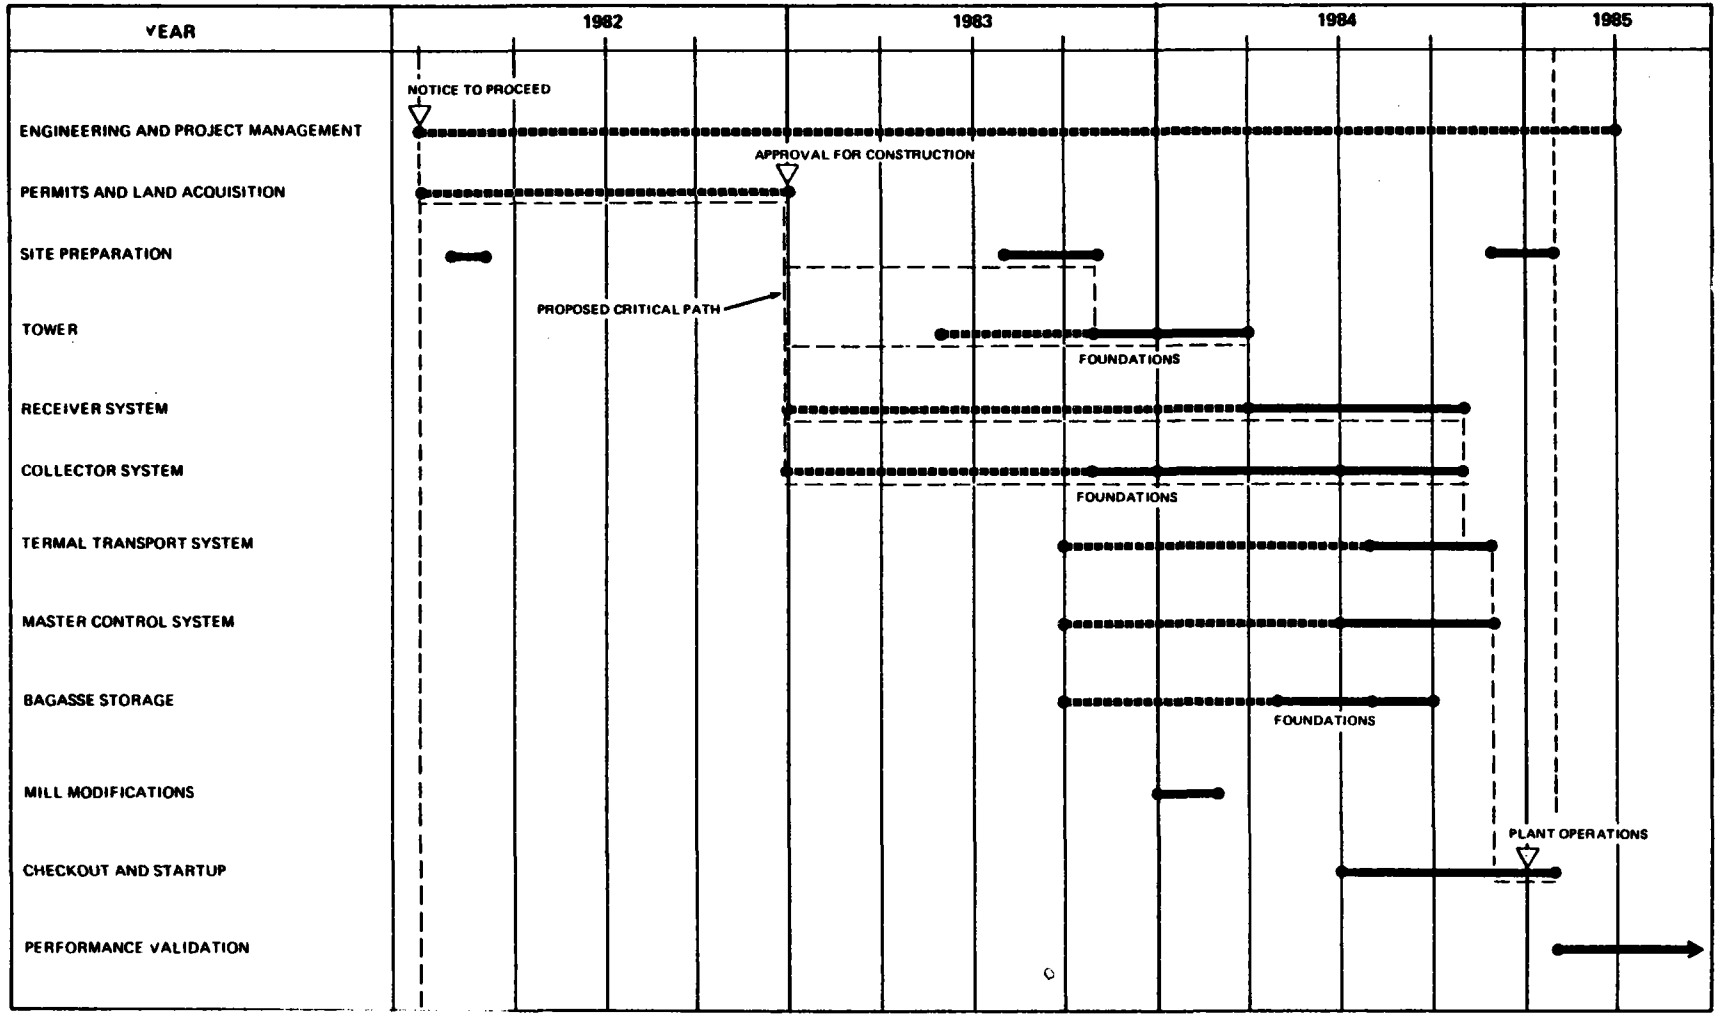 YEAR 1982 1983 1984 1985
NOTICE TO PROCEED
ENGINEERING AND PROJECT MANAGEMENT
APPROVAL FOR CONSTRUCTION
PERMITS AND LAND ACQUISITION
SITE PREPARATION
PROPOSED CRITICAL PATH
TOWER
FOUNDATIONS
RECEIVER SYSTEM
COLLECTOR SYSTEM
FOUNDATIONS
TERMAL TRANSPORT SYSTEM
MASTER CONTROL SYSTEM
BAGASSE STORAGE
FOUNDATIONS
MILL MODIFICATIONS
PLANT OPERATIONS
CHECKOUT AND STARTUP
PERFORMANCE VALIDATION